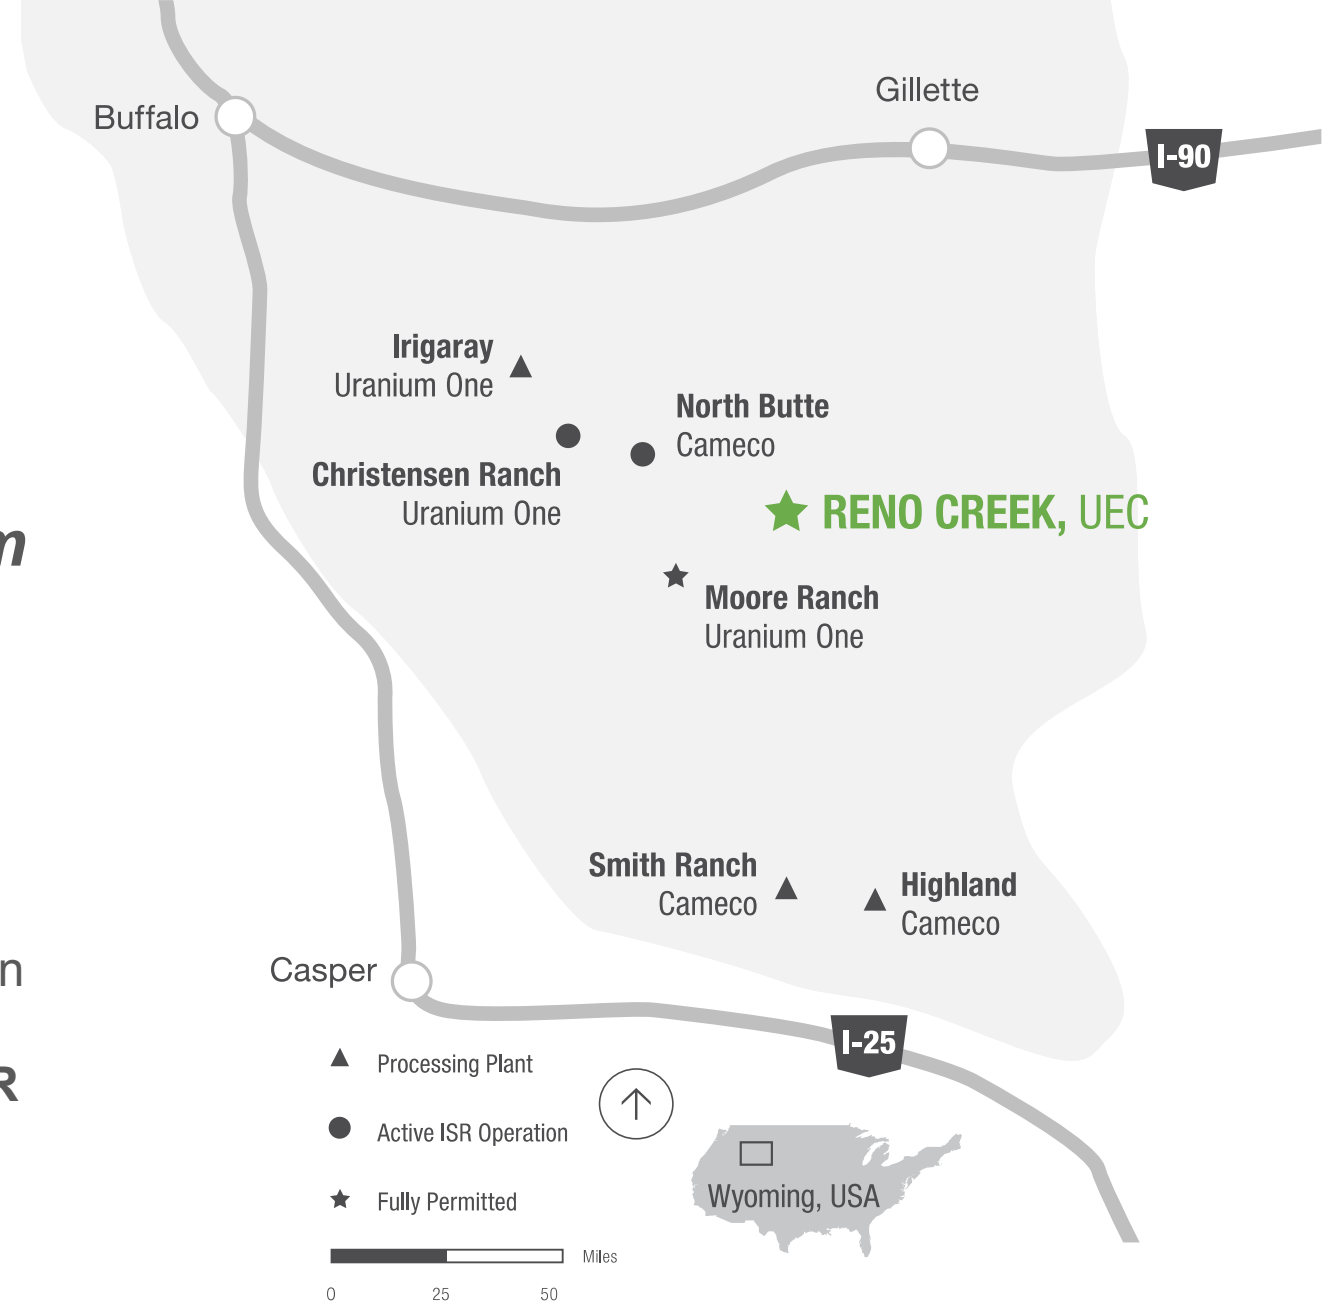 Gillette
Buffalo
I-90
Irigaray
Uranium One
North Butte
Cameco
Christensen Ranch
Uranium One
RENO CREEK, UEC
m
Moore Ranch
Uranium One
Smith Ranch
Cameco
Highland
Cameco
n
Casper
I-25
Processing Plant
R
Active ISR Operation
Fully Permitted
Wyoming, USA
Miles
0 25 50